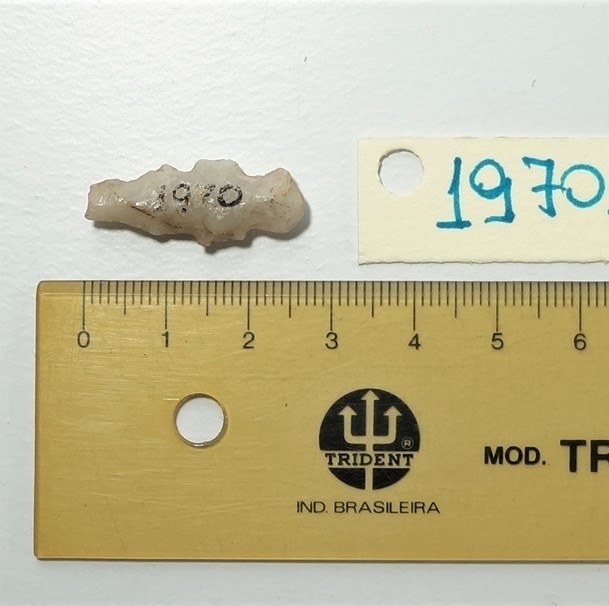 1970
1970.
0 1 2 3 4 5 6
TRIDENT ®
MOD. TR
IND. BRASILEIRA